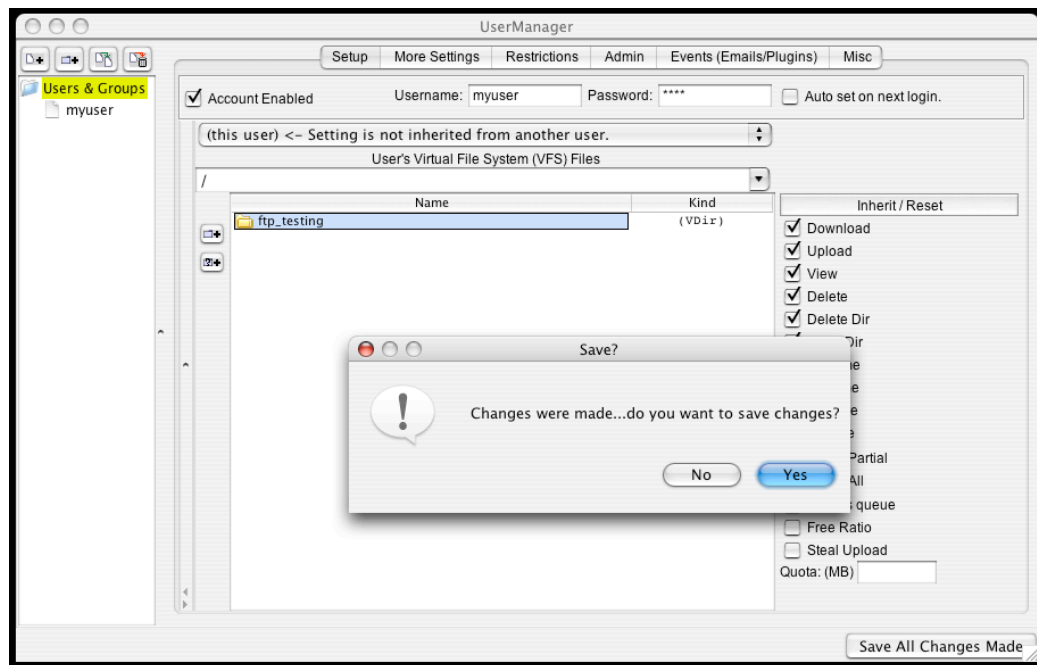 UserManager
Setup More Settings Restrictions Admin Events (Emails/Plugins) Misc
Users & Groups
myuser
Account Enabled Username: myuser Password: **** Auto set on next login.
(this user) <- Setting is not inherited from another user.
User's Virtual File System (VFS) Files
/
Name Kind
ftp_testing (VDir)
Inherit / Reset
Download
Upload
View
Delete
Delete Dir
Dir
Save?
Changes were made...do you want to save changes?
No Yes
Partial
All
queue
Free Ratio
Steal Upload
Quota: (MB)
Save All Changes Made